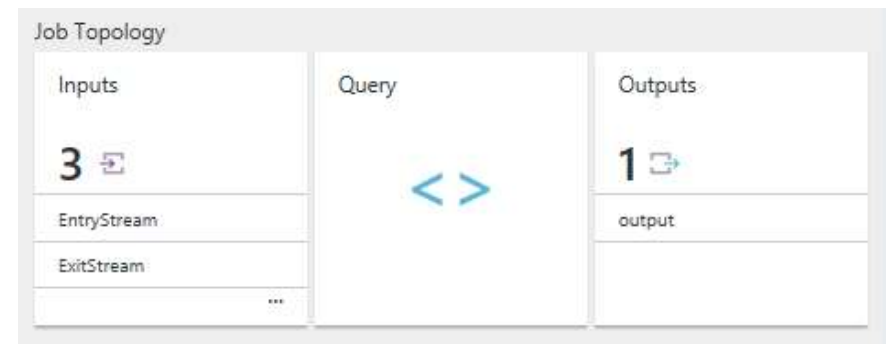 Job Topology
Inputs
3
EntryStream
ExitStream
...
Query
< >
Outputs
1
output